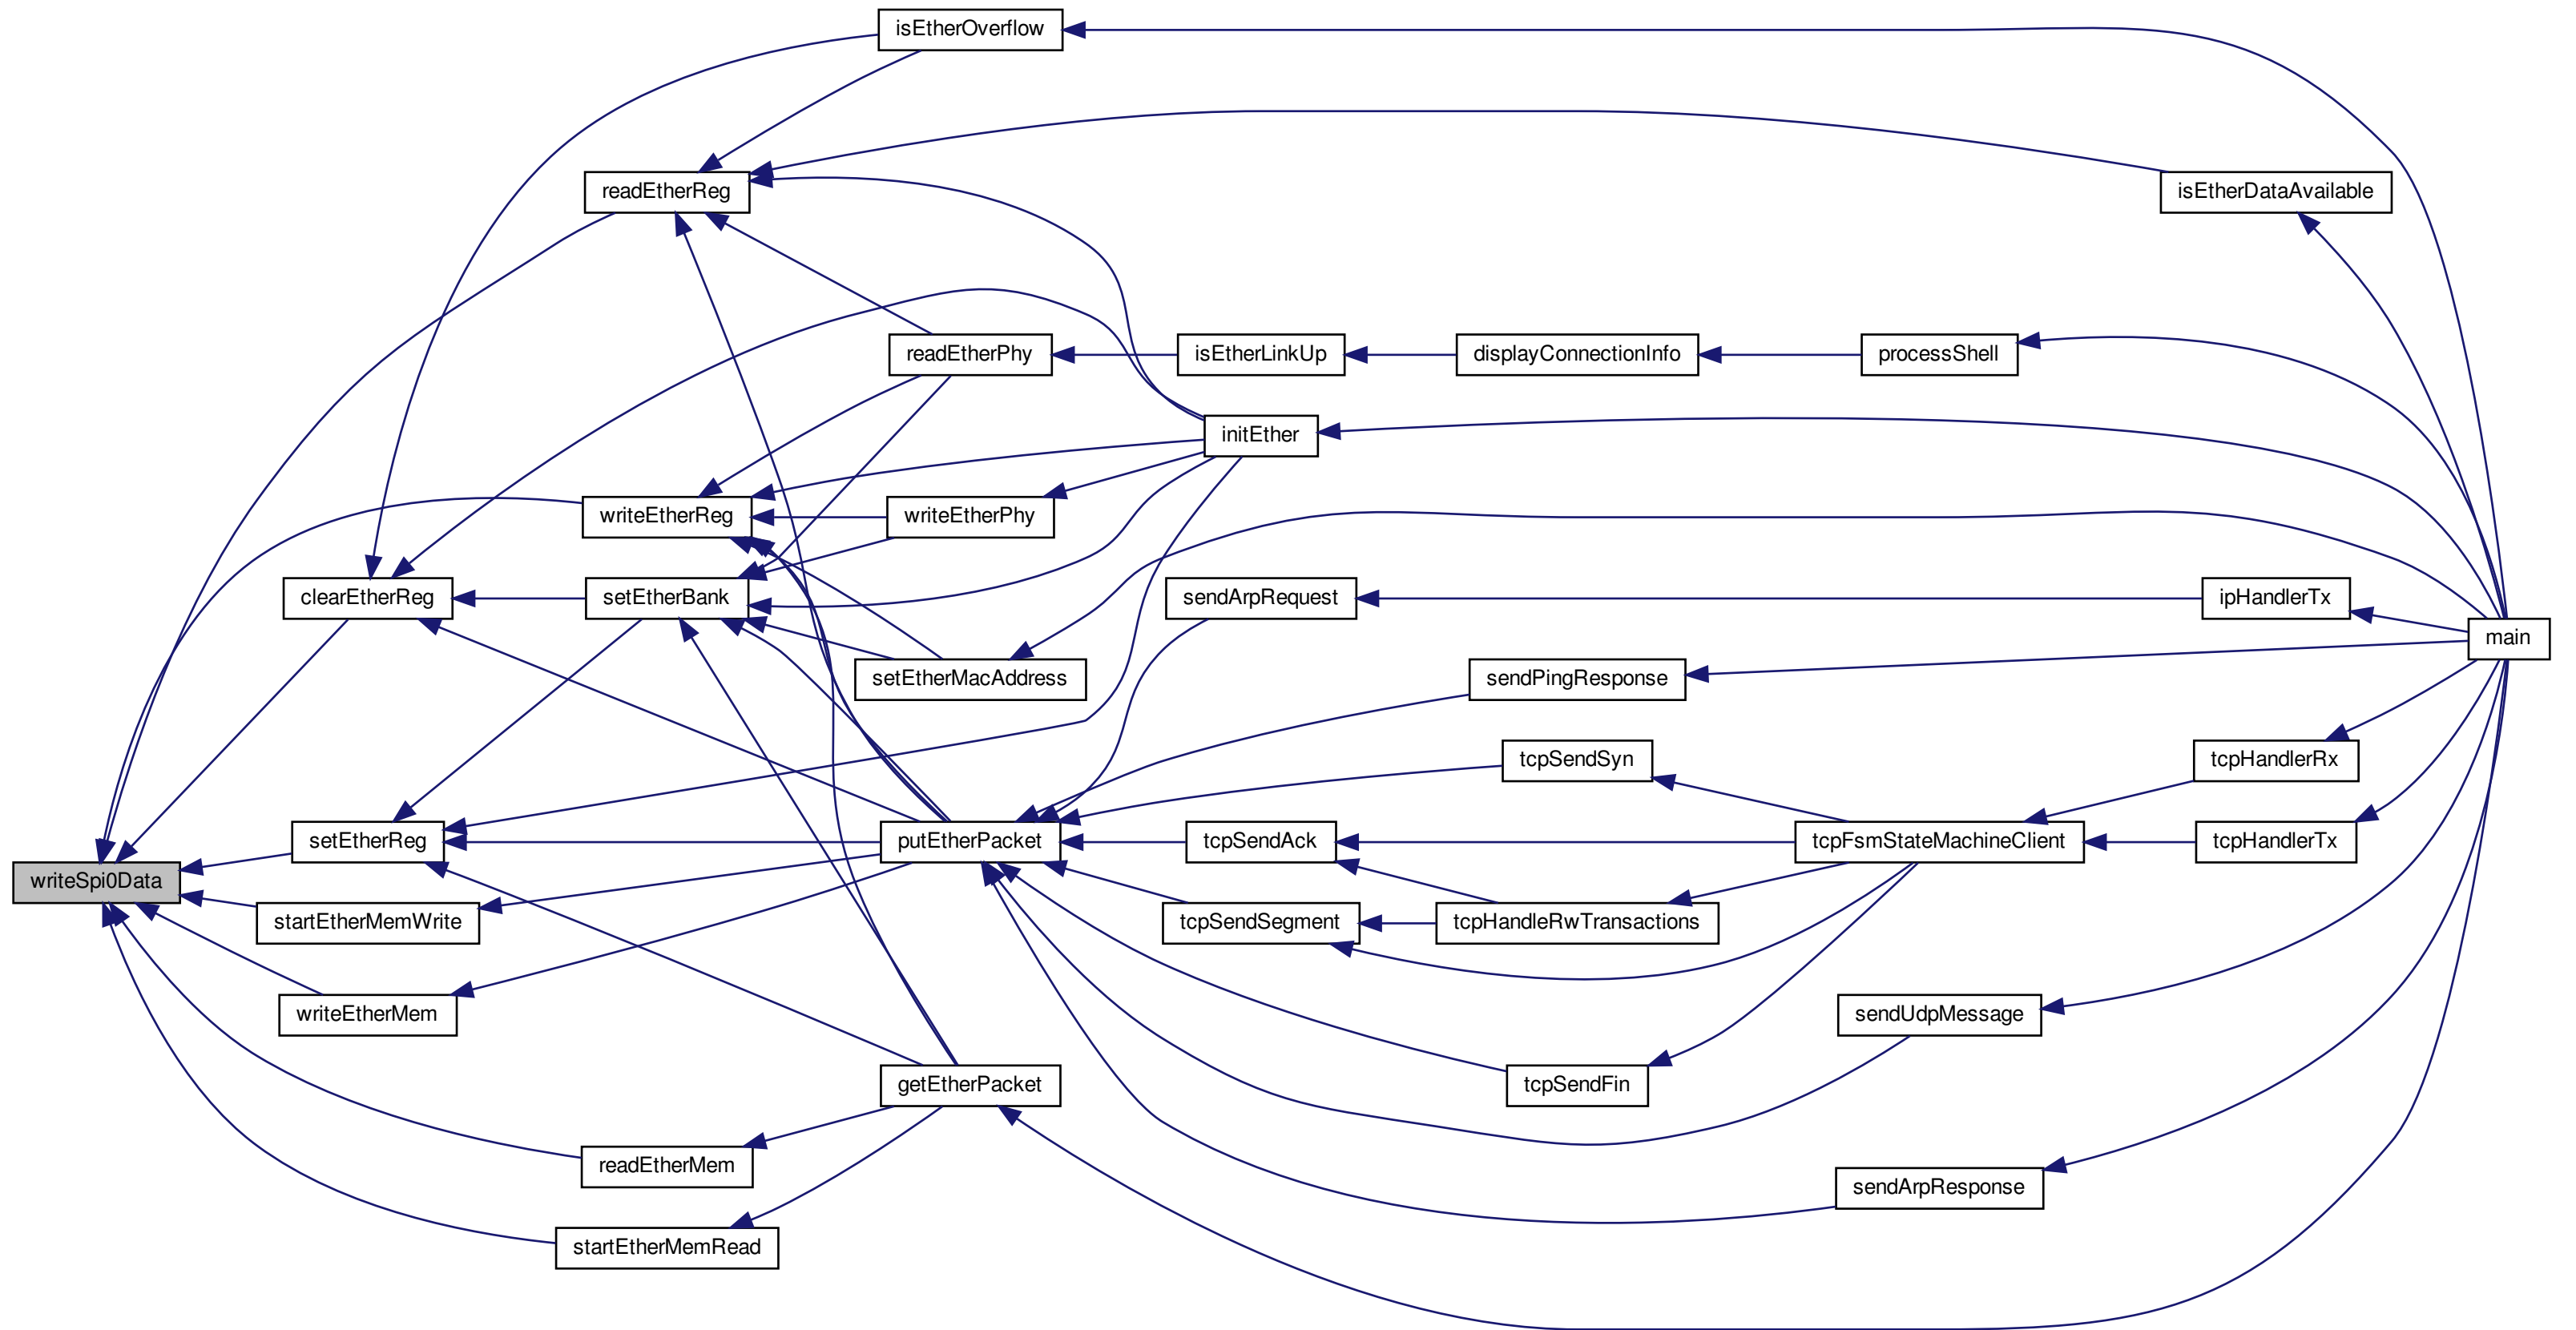 isEtherOverflow
readEtherReg
isEtherDataAvailable
readEtherPhy
isEtherLinkUp
displayConnectionInfo
processShell
initEther
writeEtherReg
writeEtherPhy
clearEtherReg
setEtherBank
sendArpRequest
ipHandlerTx
main
setEtherMacAddress
sendPingResponse
tcpSendSyn
tcpHandlerRx
setEtherReg
putEtherPacket
tcpSendAck
tcpFsmStateMachineClient
tcpHandlerTx
writeSpi0Data
startEtherMemWrite
tcpSendSegment
tcpHandleRwTransactions
writeEtherMem
sendUdpMessage
getEtherPacket
tcpSendFin
readEtherMem
sendArpResponse
startEtherMemRead